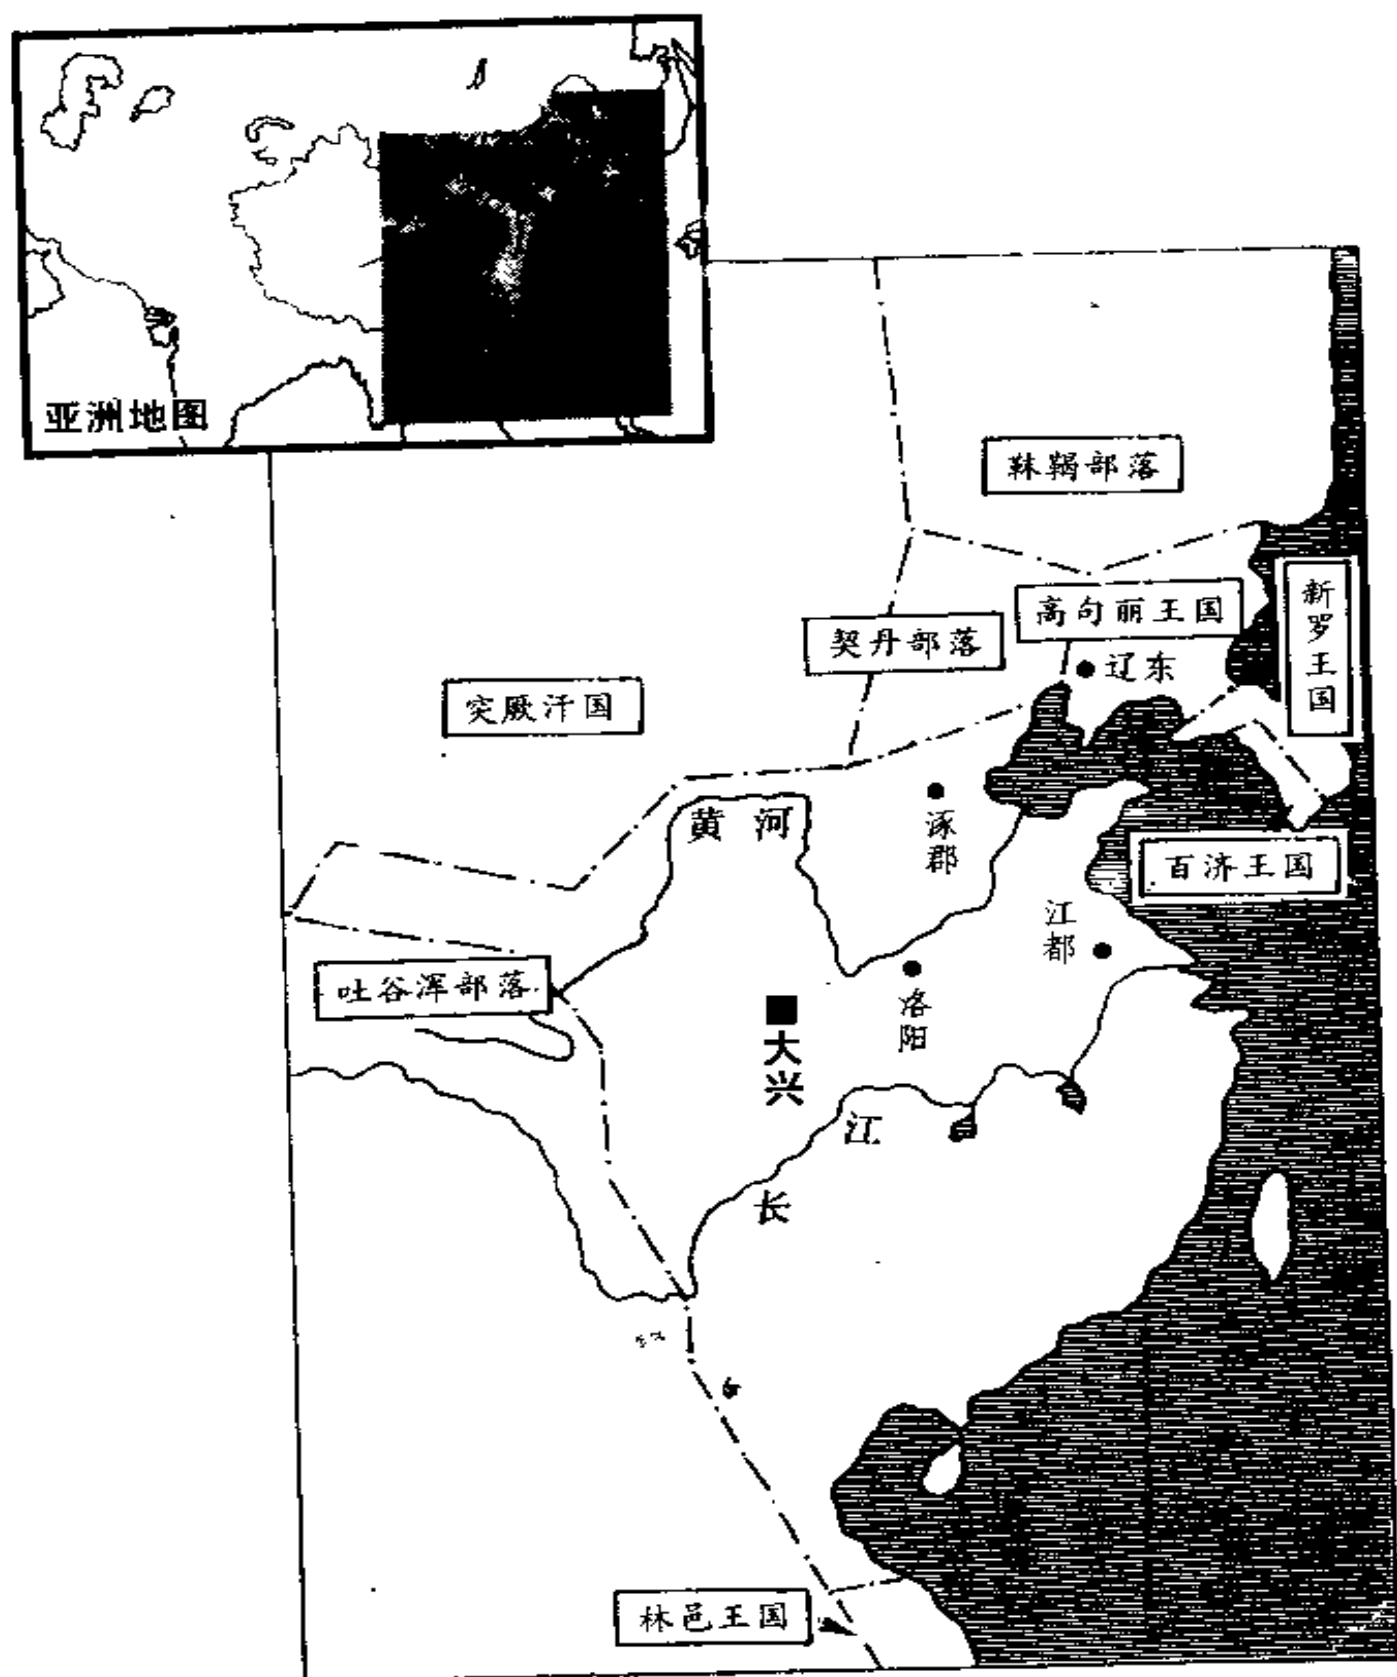 亚洲地图
靺鞨部落
新罗王国
高句丽王国
契丹部落
辽东
突厥汗国
黄河
涿郡
百济王国
江都
吐谷浑部落
洛阳
大兴
江
长
林邑王国